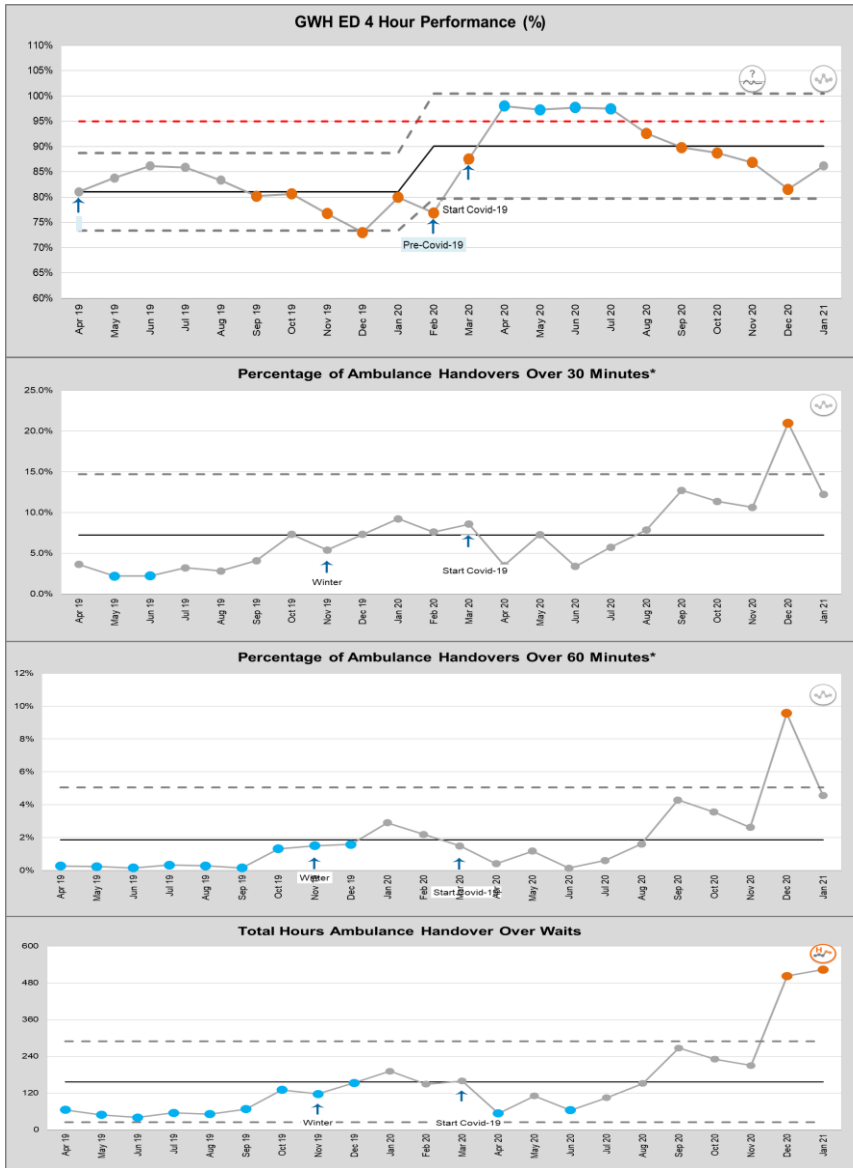 GWH ED 4 Hour Performance (%)
110%
105%
100%
95%
90%
85%
80%
75%
70%
65%
60%
?
Start Covid-19
Pre-Covid-19
Apr 19 May 19 Jun 19 Jul 19 Aug 19 Sep 19 Oct 19 Nov 19 Dec 19 Jan 20 Feb 20 Mar 20 Apr 20 May 20 Jun 20 Jul 20 Aug 20 Sep 20 Oct 20 Nov 20 Dec 20 Jan 21
Percentage of Ambulance Handovers Over 30 Minutes*
25.0%
20.0%
15.0%
10.0%
5.0%
0.0%
Winter
Start Covid-19
Apr 19 May 19 Jun 19 Jul 19 Aug 19 Sep 19 Oct 19 Nov 19 Dec 19 Jan 20 Feb 20 Mar 20 Apr 20 May 20 Jun 20 Jul 20 Aug 20 Sep 20 Oct 20 Nov 20 Dec 20 Jan 21
Percentage of Ambulance Handovers Over 60 Minutes*
12%
10%
8%
6%
4%
2%
0%
Winter
Start Covid-19
Apr 19 May 19 Jun 19 Jul 19 Aug 19 Sep 19 Oct 19 Nov 19 Dec 19 Jan 20 Feb 20 Mar 20 Apr 20 May 20 Jun 20 Jul 20 Aug 20 Sep 20 Oct 20 Nov 20 Dec 20 Jan 21
Total Hours Ambulance Handover Over Waits
600
480
360
240
120
0
H
Winter
Start Covid-19
Apr 19 May 19 Jun 19 Jul 19 Aug 19 Sep 19 Oct 19 Nov 19 Dec 19 Jan 20 Feb 20 Mar 20 Apr 20 May 20 Jun 20 Jul 20 Aug 20 Sep 20 Oct 20 Nov 20 Dec 20 Jan 21